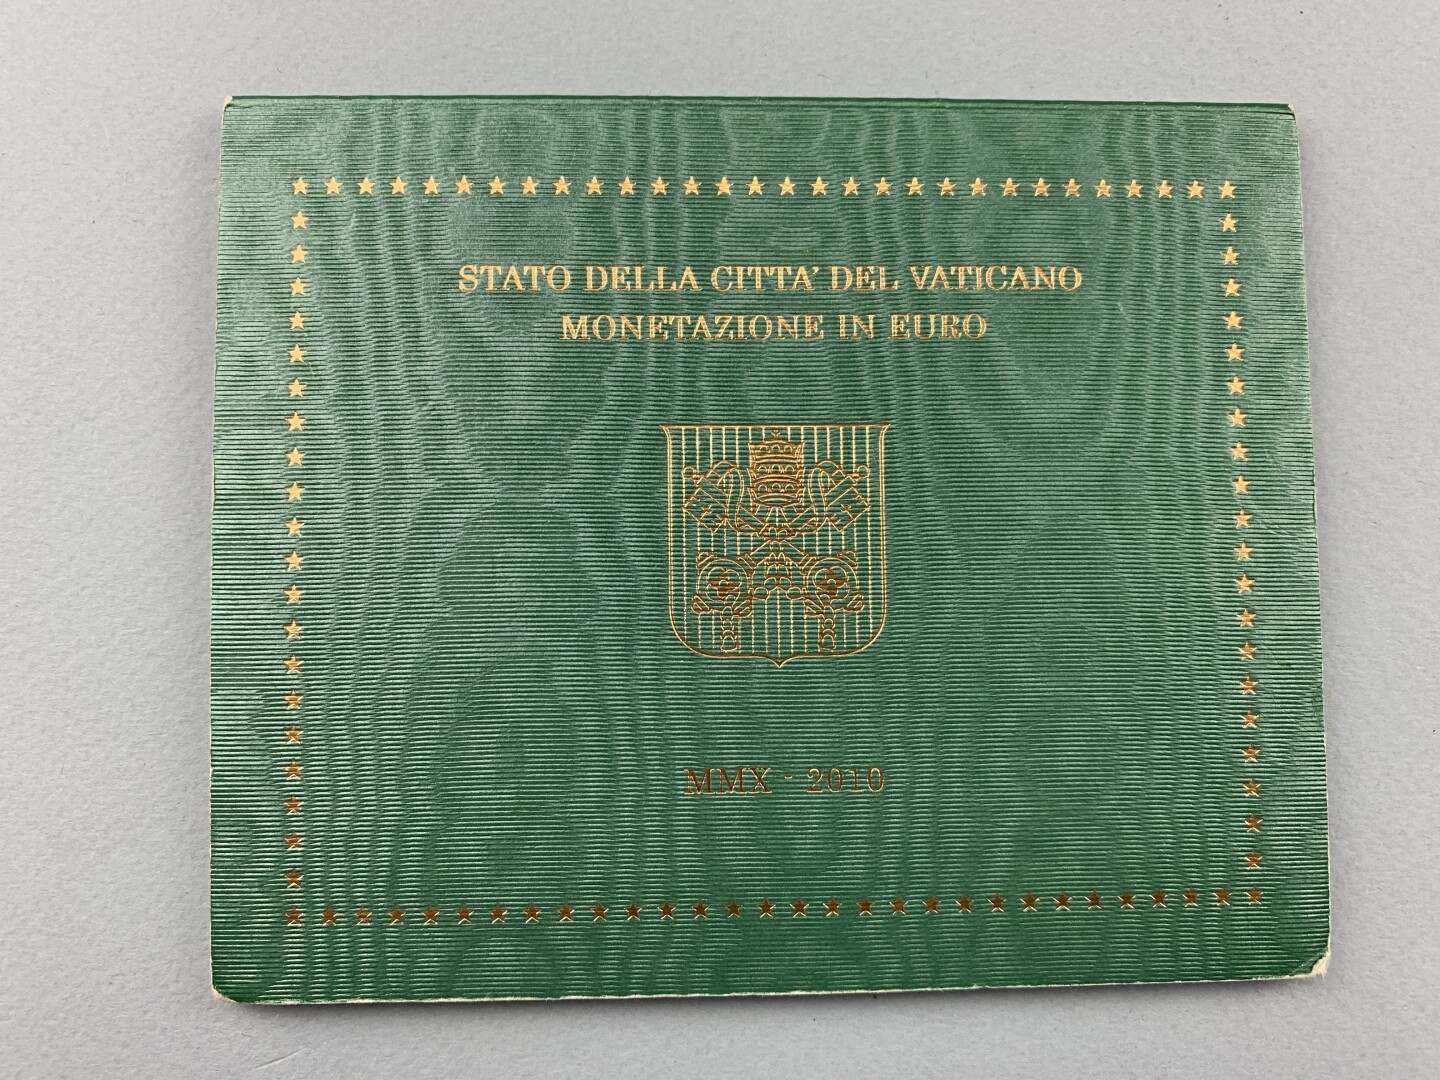 STATO DELLA CITTA' DEL VATICANO
MONETAZIONE IN EURO
MMX - 2010